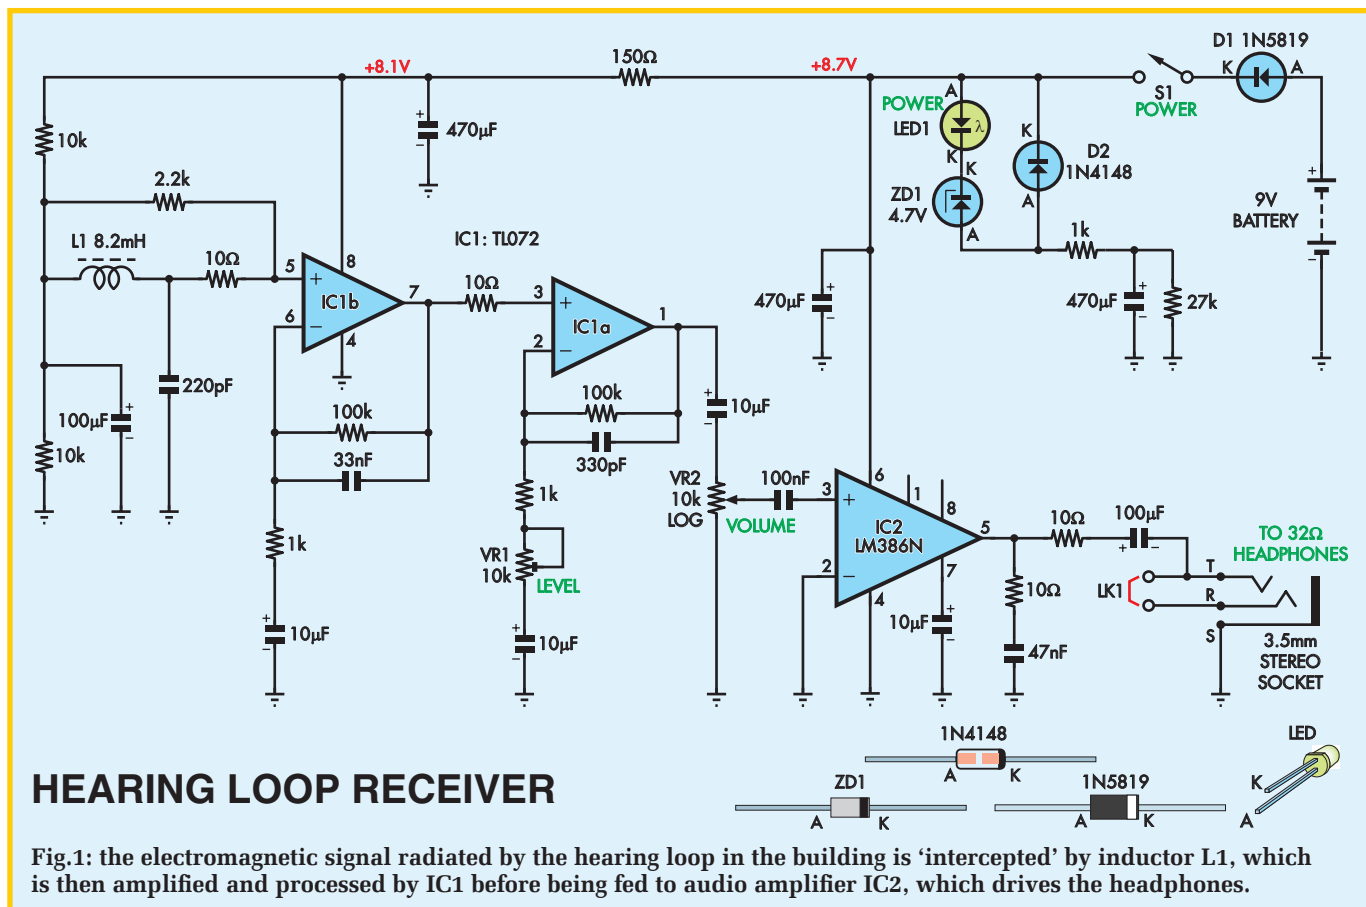 D1 1N5819
K
A
+8.1V
150Ω
+8.7V
S1
POWER
A
POWER
LED1
λ
K
K
ZD1
4.7V
A
K
D2
1N4148
A
10k
+
470µF
−
2.2k
L1 8.2mH
10Ω
IC1: TL072
5
+
8
IC1b
7
6
−
4
10Ω
3
+
IC1a
1
2
−
+
470µF
−
1k
+
470µF
−
27k
+
9V
BATTERY
−
220pF
100µF
+
−
10k
100k
33nF
100k
330pF
+
10µF
−
1k
+
10µF
−
1k
VR1
10k
LEVEL
+
10µF
−
VR2
10k
LOG
VOLUME
100nF
3
+
6
1
8
IC2
LM386N
5
2
−
7
4
10µF
+
−
10Ω
100µF
+
−
10Ω
47nF
TO 32Ω
HEADPHONES
LK1
T
R
S
3.5mm
STEREO
SOCKET
1N4148
A
K
ZD1
A
K
1N5819
A
K
LED
K
A
HEARING LOOP RECEIVER
Fig.1: the electromagnetic signal radiated by the hearing loop in the building is ‘intercepted’ by inductor L1, which
is then amplified and processed by IC1 before being fed to audio amplifier IC2, which drives the headphones.